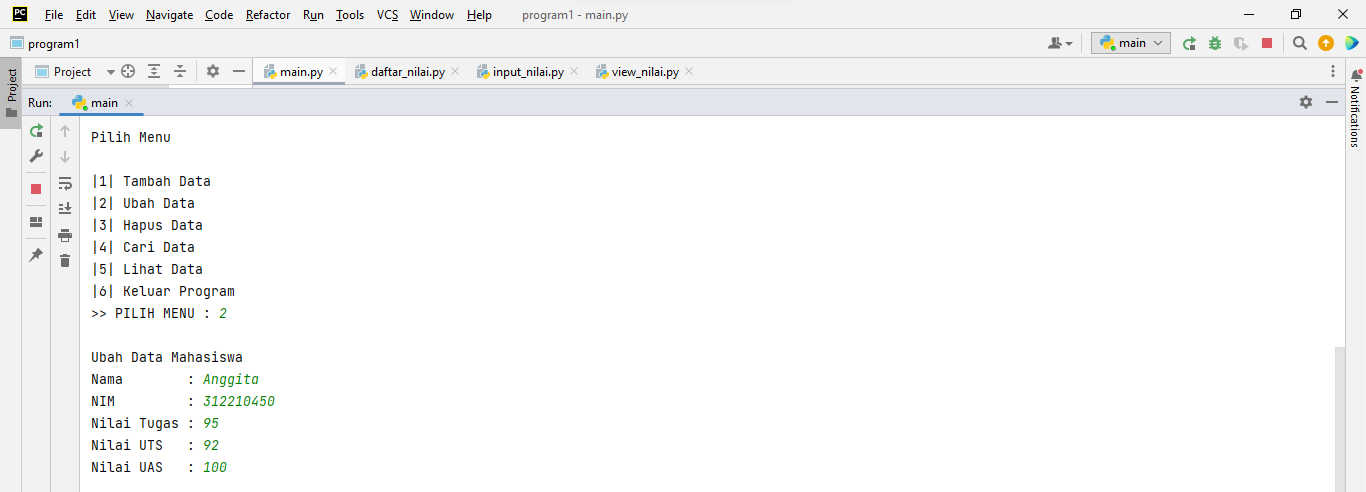 PC File Edit View Navigate Code Refactor Run Tools VCS Window Help program1 - main.py
program1 main
Project main.py daftar_nilai.py input_nilai.py view_nilai.py
Project
Notifications
Run: main
Pilih Menu
|1| Tambah Data
|2| Ubah Data
|3| Hapus Data
|4| Cari Data
|5| Lihat Data
|6| Keluar Program
>> PILIH MENU : 2
Ubah Data Mahasiswa
Nama : Anggita
NIM : 312210450
Nilai Tugas : 95
Nilai UTS : 92
Nilai UAS : 100